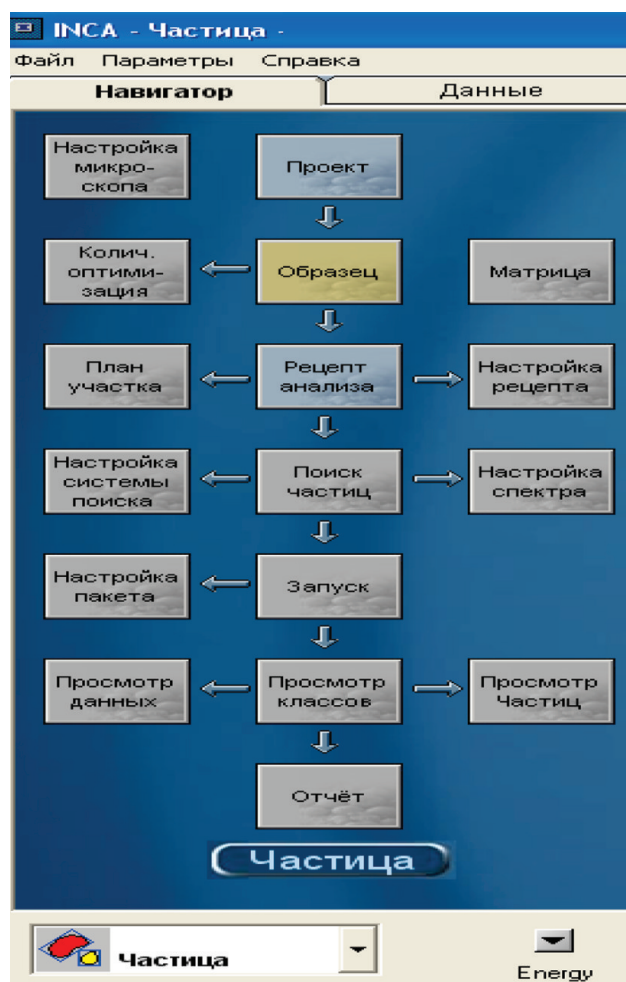 INCA - Частица -
Файл Параметры Справка
Навигатор Данные
Настройка
микро-
скопа
Проект
Колич.
оптими-
зация
Образец
Матрица
План
участка
Рецепт
анализа
Настройка
рецепта
Настройка
системы
поиска
Поиск
частиц
Настройка
спектра
Настройка
пакета
Запуск
Просмотр
данных
Просмотр
классов
Просмотр
Частиц
Отчёт
Частица
Частица
Energy